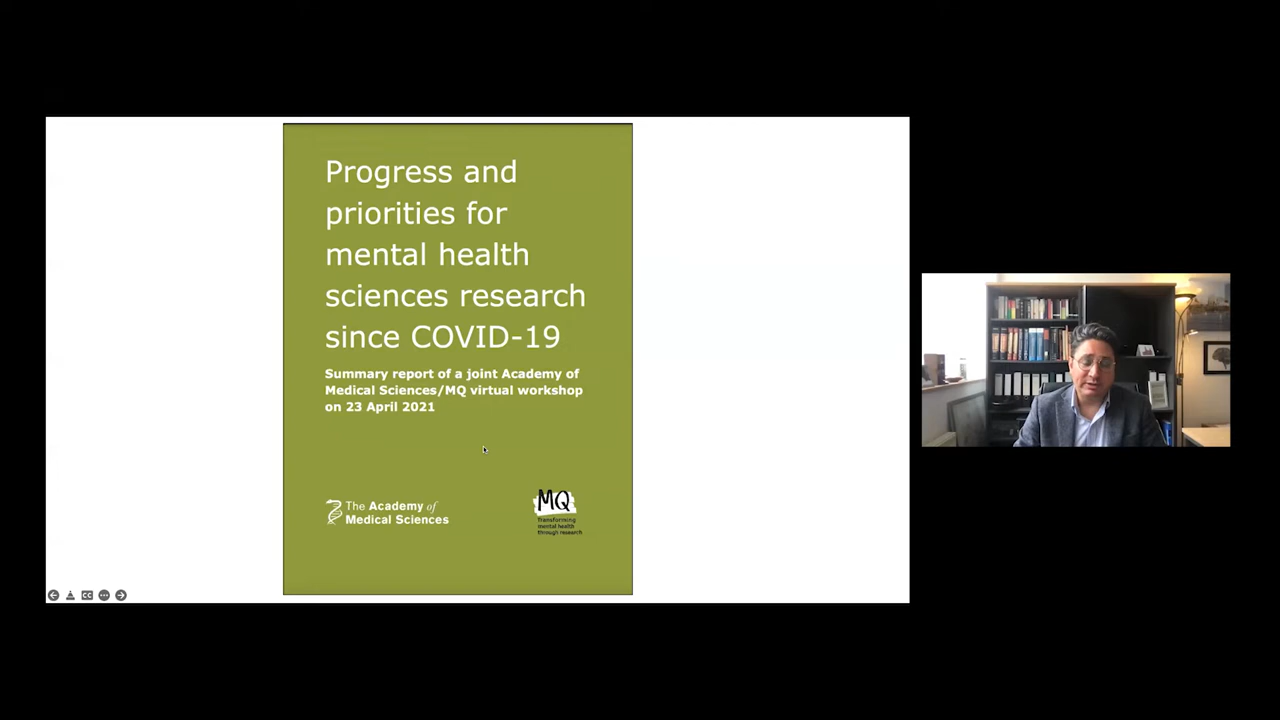 Progress and
priorities for
mental health
sciences research
since COVID-19
Summary report of a joint Academy of
Medical Sciences/MQ virtual workshop
on 23 April 2021
The Academy of
Medical Sciences
MQ
Transforming
mental health
through research
CC